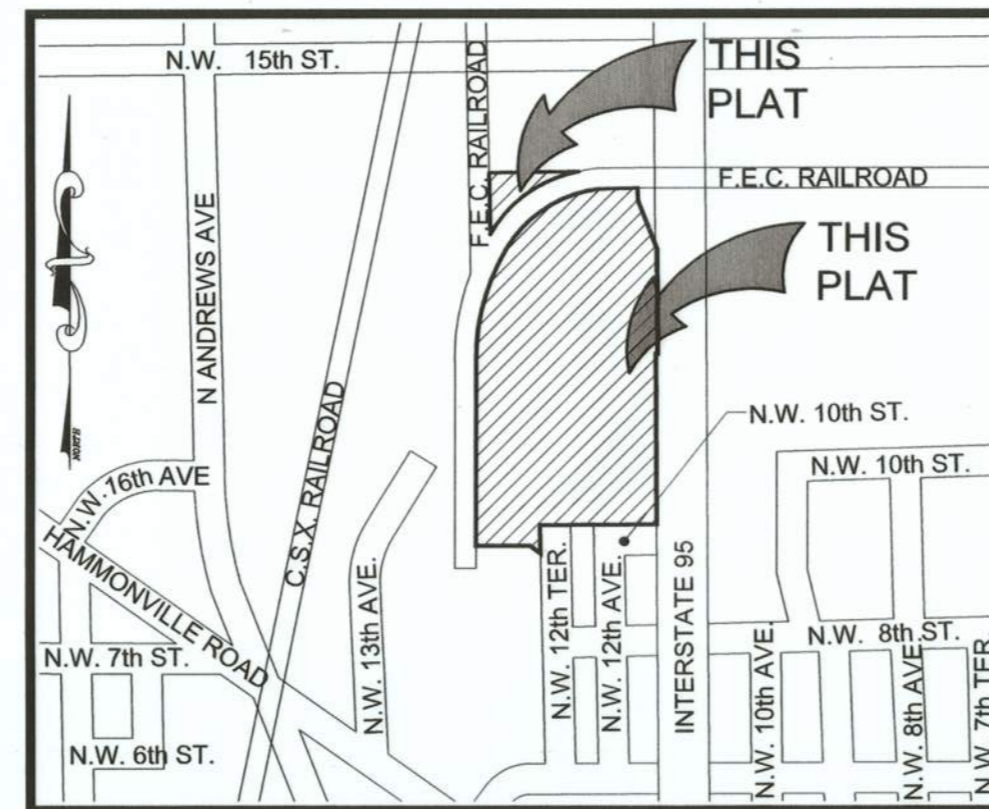 N.W. 15th ST.
THIS
PLAT
F.E.C. RAILROAD
F.E.C. RAILROAD
THIS
PLAT
N ANDREWS AVE
NORTH
C.S.X. RAILROAD
N.W. 10th ST.
N.W. 10th ST.
N.W. 16th AVE
HAMMONVILLE ROAD
N.W. 7th ST.
N.W. 6th ST.
N.W. 13th AVE.
N.W. 12th TER.
N.W. 12th AVE.
INTERSTATE 95
N.W. 8th ST.
N.W. 10th AVE.
N.W. 8th AVE.
N.W. 7th TER.